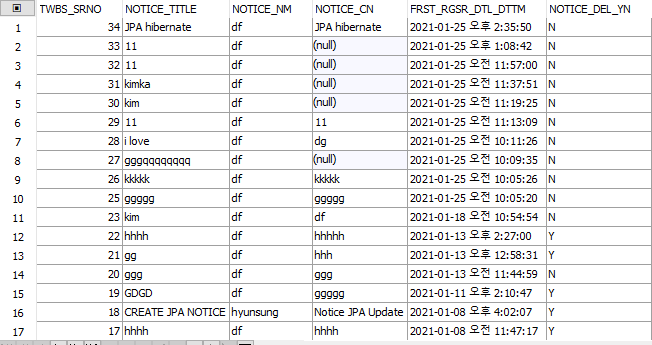 TWBS_SRNO NOTICE_TITLE NOTICE_NM NOTICE_CN FRST_RGSR_DTL_DTTM NOTICE_DEL_YN
1 34 JPA hibernate df JPA hibernate 2021-01-25 오후 2:35:50 N
2 33 11 df (null) 2021-01-25 오후 1:08:42 N
3 32 11 df (null) 2021-01-25 오전 11:57:00 N
4 31 kimka df (null) 2021-01-25 오전 11:37:51 N
5 30 kim df (null) 2021-01-25 오전 11:19:25 N
6 29 11 df 11 2021-01-25 오전 11:13:09 N
7 28 i love df dg 2021-01-25 오전 10:11:26 N
8 27 gggqqqqqqqq df (null) 2021-01-25 오전 10:09:35 N
9 26 kkkkk df kkkkk 2021-01-25 오전 10:05:26 N
10 25 ggggg df ggggg 2021-01-25 오전 10:05:20 N
11 23 kim df df 2021-01-18 오전 10:54:54 N
12 22 hhhh df hhhhh 2021-01-13 오후 2:27:00 Y
13 21 gg df hhh 2021-01-13 오후 12:58:31 Y
14 20 ggg df ggg 2021-01-13 오전 11:44:59 N
15 19 GDGD df ggggg 2021-01-11 오후 2:10:47 Y
16 18 CREATE JPA NOTICE hyunsung Notice JPA Update 2021-01-08 오후 4:02:07 Y
17 17 hhhh df hhhh 2021-01-08 오전 11:47:17 Y